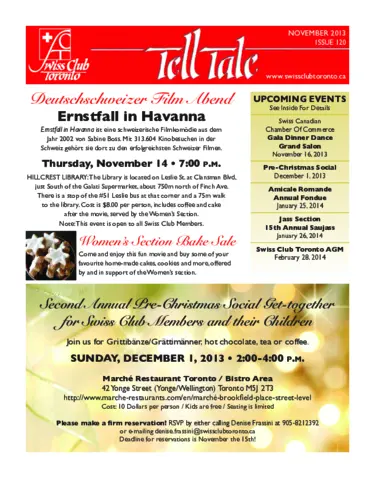 NOVEMBER 2013
ISSUE 120
Swiss Club
Toronto
Tell Tale
www.swissclubtoronto.ca
Deutschschweizer Film Abend
Ernstfall in Havanna
Ernstfall in Havanna ist eine schweizerische Filmkomödie aus dem
Jahr 2002 von Sabine Boss. Mit 313.604 Kinobesuchen in der
Schweiz gehört sie dort zu den erfolgreichsten Schweizer Filmen.
Thursday, November 14 • 7:00 P.M.
HILLCREST LIBRARY: The Library is located on Leslie St. at Clansman Blvd,
just South of the Galati Supermarket, about 750m north of Finch Ave.
There is a stop of the #51 Leslie bus at that corner and a 75m walk
to the library. Cost is $8.00 per person, includes coffee and cake
after the movie, served by the Women's Section.
Note: This event is open to all Swiss Club Members.
Women's Section Bake Sale
Come and enjoy this fun movie and buy some of your
favourite home-made cakes, cookies and more, offered
by and in support of the Women's section.
UPCOMING EVENTS
See Inside For Details
Swiss Canadian
Chamber Of Commerce
Gala Dinner Dance
Grand Salon
November 16, 2013
Pre-Christmas Social
December 1, 2013
Amicale Romande
Annual Fondue
January 25, 2014
Jass Section
15th Annual Saujass
January 26, 2014
Swiss Club Toronto AGM
February 28, 2014
Second Annual Pre-Christmas Social Get-together
for Swiss Club Members and their Children
Join us for Grittibänze/Grättimänner, hot chocolate, tea or coffee.
SUNDAY, DECEMBER 1, 2013 • 2:00-4:00 P.M.
Marché Restaurant Toronto / Bistro Area
42 Yonge Street (Yonge/Wellington) Toronto M5J 2T3
http://www.marche-restaurants.com/en/marché-brookfield-place-street-level
Cost: 10 Dollars per person / Kids are free / Seating is limited
Please make a firm reservation! RSVP by either calling Denise Frassini at 905-8212392
or e-mailing denise.frassini@swissclubtoronto.ca
Deadline for reservations is November the 15th!